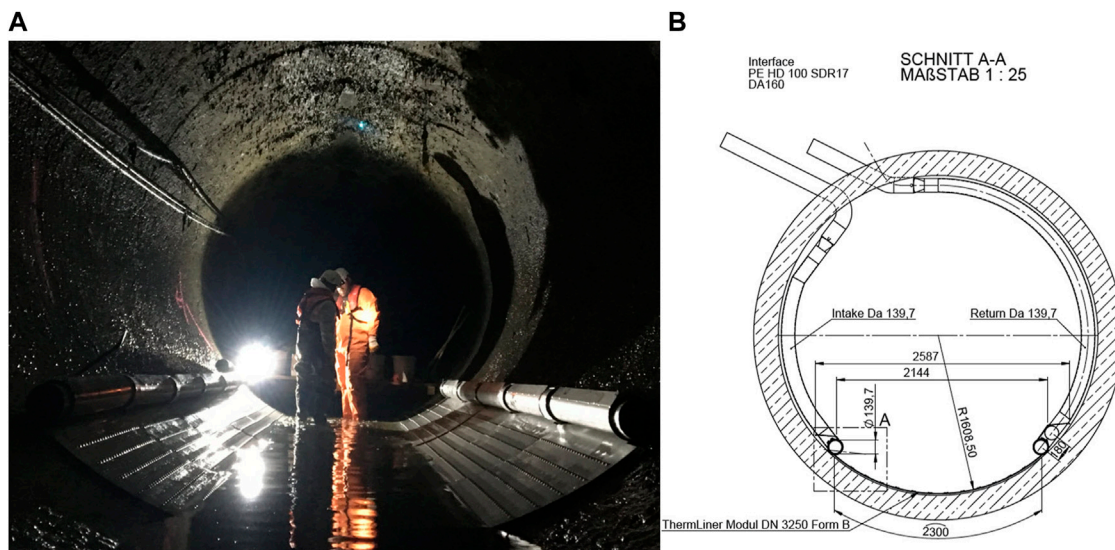 A
B
Interface
PE HD 100 SDR17
DA160
SCHNITT A-A
MAßSTAB 1 : 25
Intake Da 139,7
Return Da 139,7
2587
2144
Ø139,7
A
R1608,50
180
ThermLiner Modul DN 3250 Form B
2300